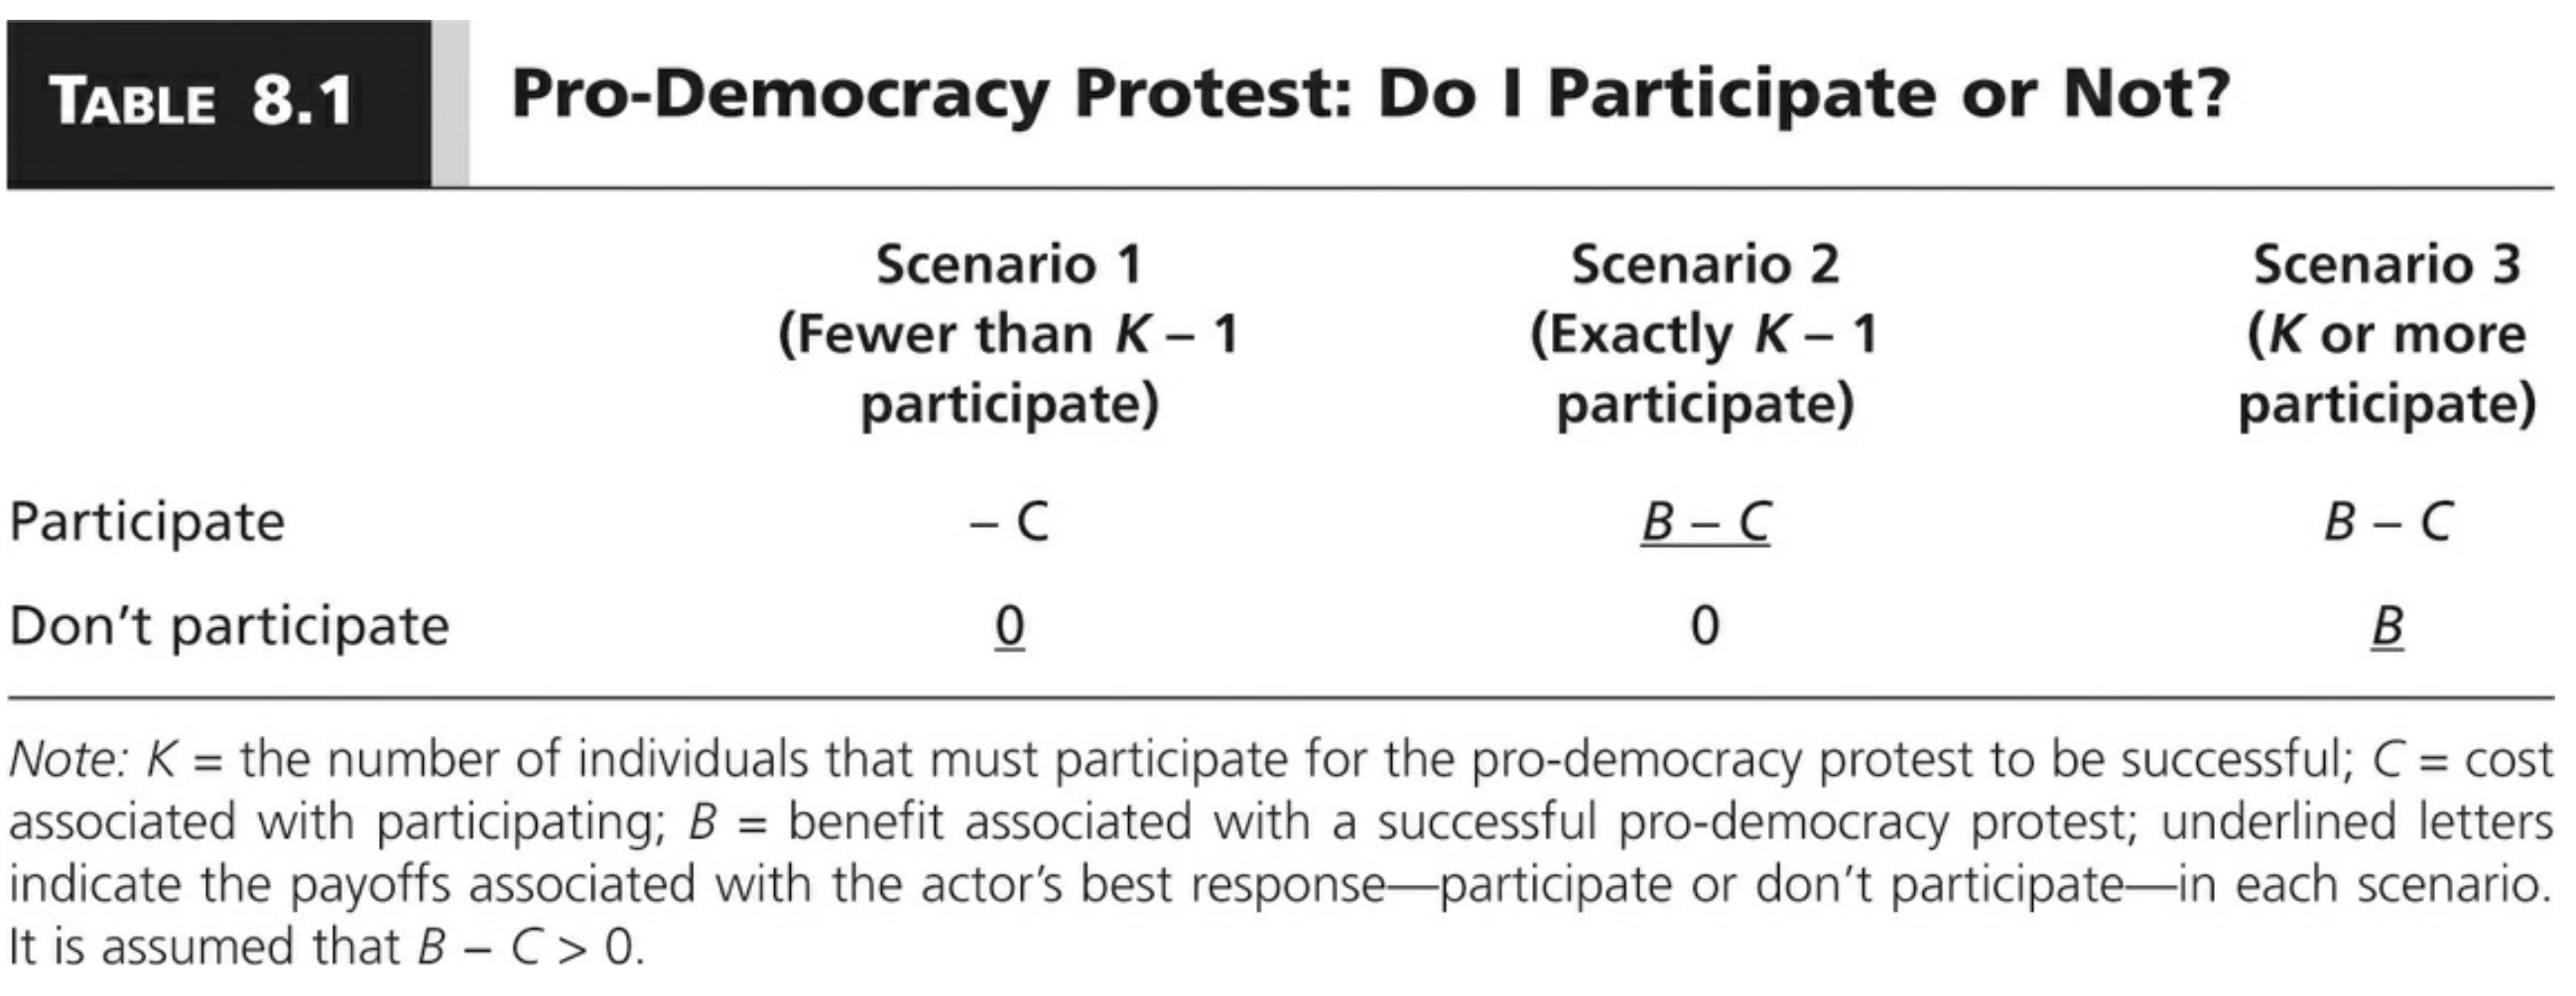 TABLE 8.1 Pro-Democracy Protest: Do I Participate or Not?
Scenario 1 Scenario 2 Scenario 3
(Fewer than K – 1 (Exactly K – 1 (K or more
participate) participate) participate)
Participate – C B – C B – C
Don’t participate 0 0 B
Note: K = the number of individuals that must participate for the pro-democracy protest to be successful; C = cost
associated with participating; B = benefit associated with a successful pro-democracy protest; underlined letters
indicate the payoffs associated with the actor’s best response—participate or don’t participate—in each scenario.
It is assumed that B – C > 0.